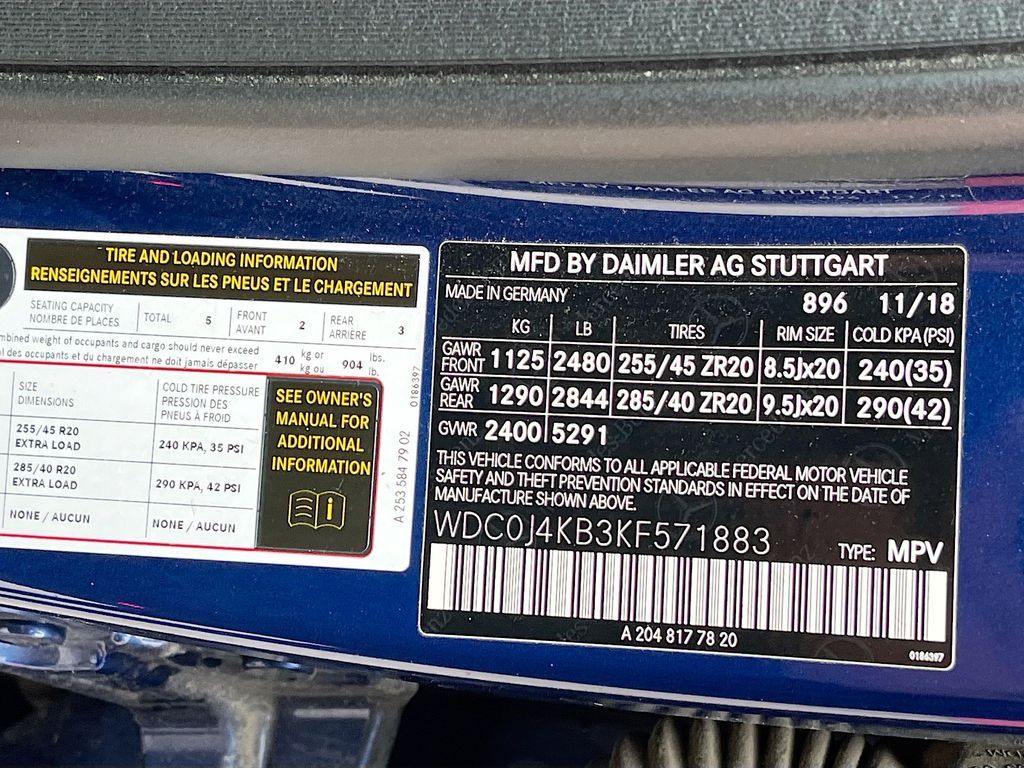 TIRE AND LOADING INFORMATION
RENSEIGNEMENTS SUR LES PNEUS ET LE CHARGEMENT
SEATING CAPACITY
NOMBRE DE PLACES
TOTAL 5
FRONT
AVANT
2
REAR
ARRIÈRE
3
weight of occupants and cargo should never exceed
des occupants et du chargement ne doit jamais dépasser
410
kg or
kg ou
904
lbs.
lb.
0186397
SIZE
DIMENSIONS
COLD TIRE PRESSURE
PRESSION DES
PNEUS À FROID
255/45 R20
EXTRA LOAD
240 KPA, 35 PSI
285/40 R20
EXTRA LOAD
290 KPA, 42 PSI
NONE / AUCUN
NONE / AUCUN
SEE OWNER'S
MANUAL FOR
ADDITIONAL
INFORMATION
A 253 584 79 02
MFD BY DAIMLER AG STUTTGART
MADE IN GERMANY 896 11/18
KG LB TIRES RIM SIZE COLD KPA(PSI)
GAWR
FRONT
1125 2480 255/45 ZR20 8.5Jx20 240(35)
GAWR
REAR
1290 2844 285/40 ZR20 9.5Jx20 290(42)
GVWR 2400 5291
THIS VEHICLE CONFORMS TO ALL APPLICABLE FEDERAL MOTOR VEHICLE
SAFETY AND THEFT PREVENTION STANDARDS IN EFFECT ON THE DATE OF
MANUFACTURE SHOWN ABOVE.
WDC0J4KB3KF571883
TYPE: MPV
A 204 817 78 20
0186397